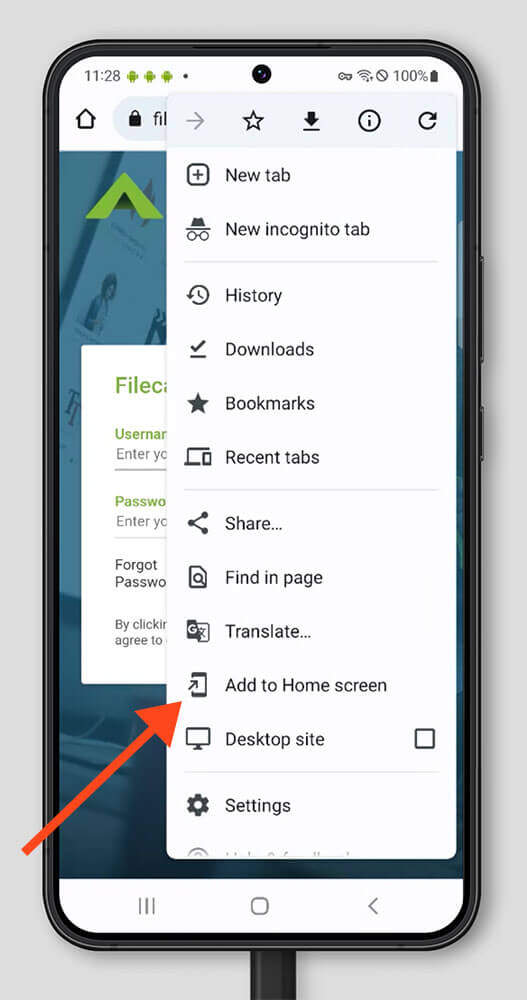 11:28
100%
fil
New tab
New incognito tab
History
Downloads
Bookmarks
Recent tabs
Fileca
Userna
Enter yo
Passwo
Enter yo
Forgot
Passwo
By clickin
agree to
Share...
Find in page
Translate...
Add to Home screen
Desktop site
Settings